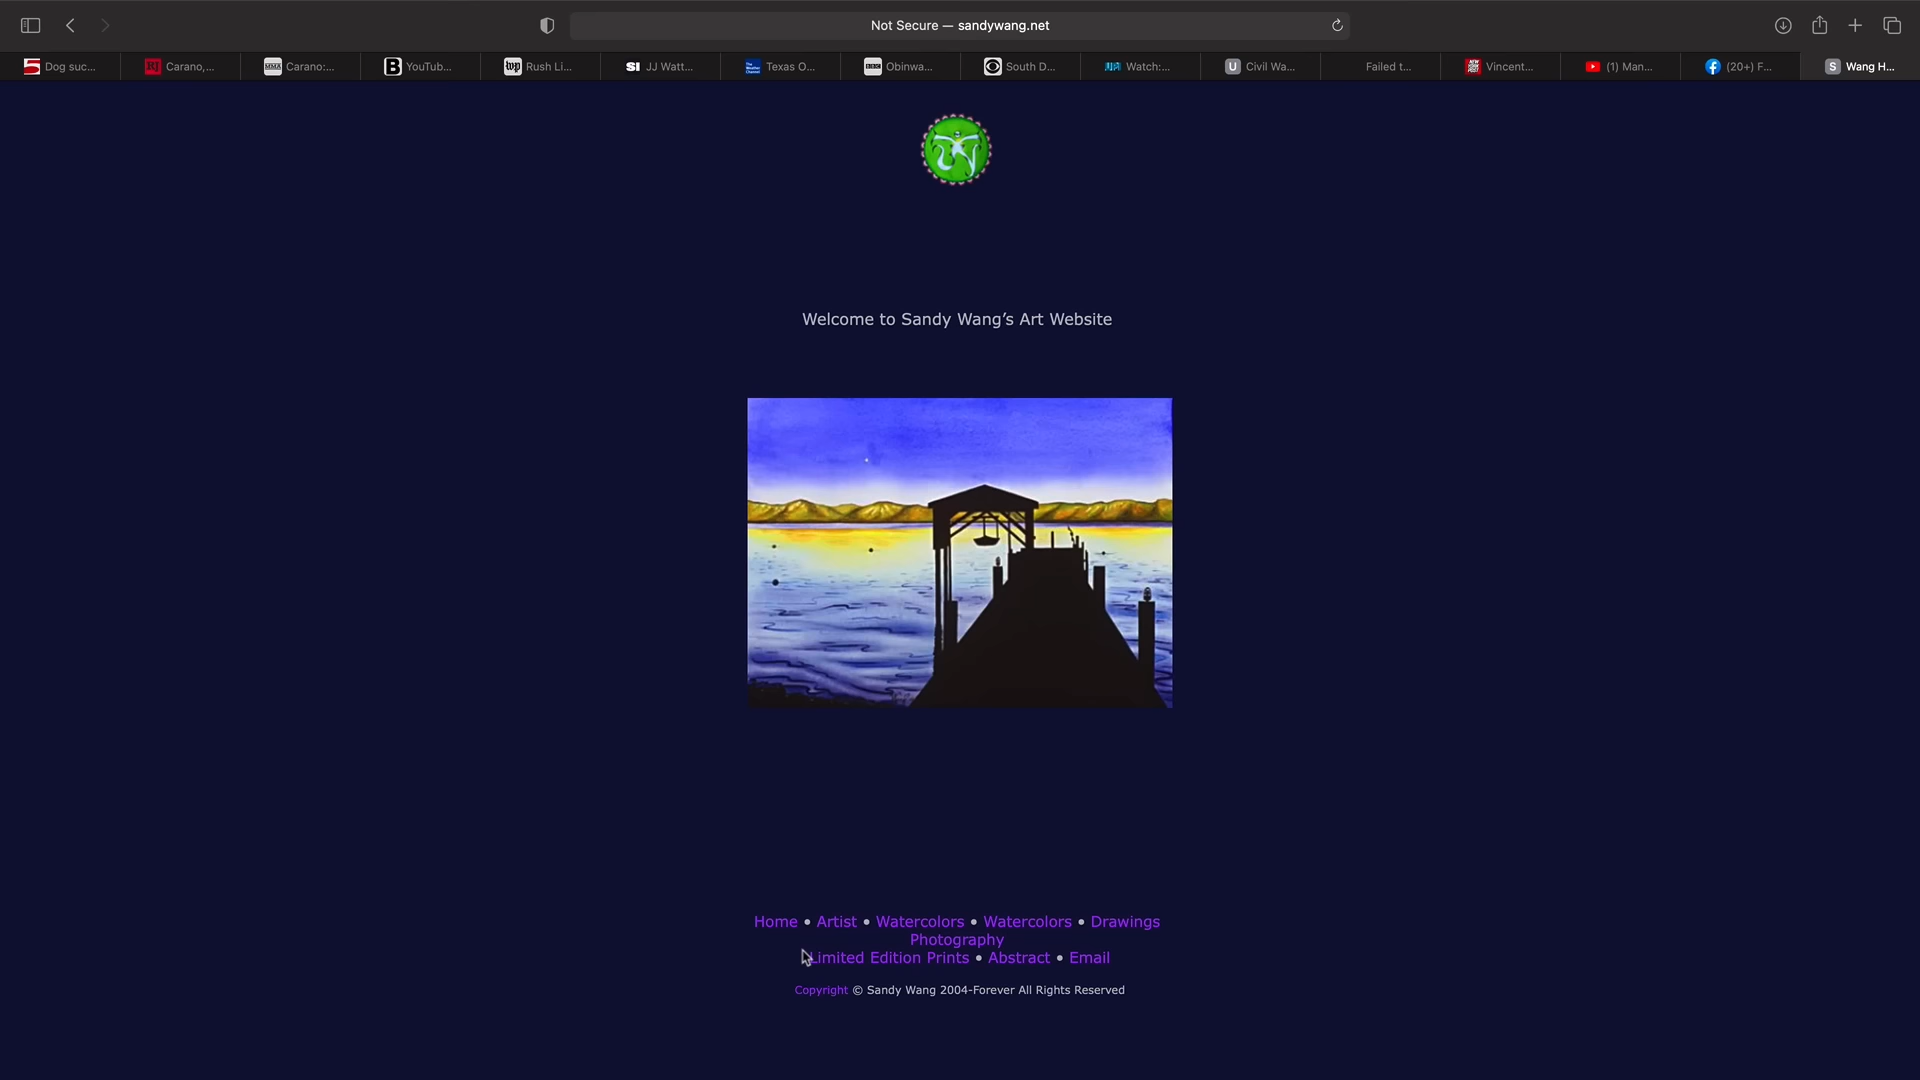 Not Secure — sandywang.net
Dog suc...
Carano,...
Carano:...
YouTub...
Rush Li...
JJ Watt...
Texas O...
Obinwa...
South D...
Watch:...
Civil Wa...
Failed t...
Vincent...
(1) Man...
(20+) F...
Wang H...
Welcome to Sandy Wang’s Art Website
Home • Artist • Watercolors • Watercolors • Drawings
Photography
Limited Edition Prints • Abstract • Email
Copyright © Sandy Wang 2004-Forever All Rights Reserved